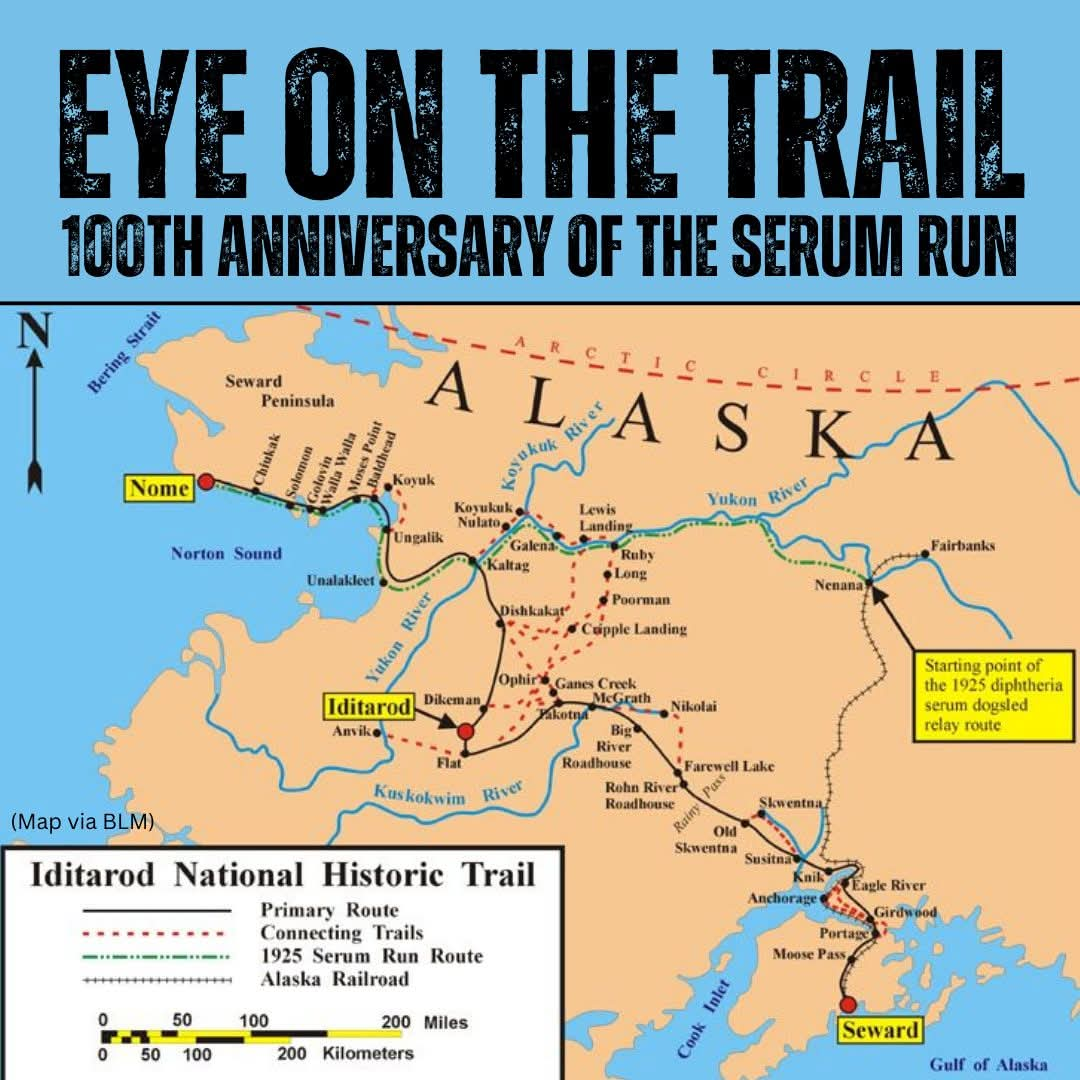 EYE ON THE TRAIL
100TH ANNIVERSARY OF THE SERUM RUN
N
Bering Strait
ARCTIC CIRCLE
ALASKA
Seward
Peninsula
Koyukuk River
Chiukak
Solomon
Golovin
Walla Walla
Moses Point
Baldhead
Koyuk
Nome
Yukon River
Koyukuk
Nulato
Lewis
Landing
Norton Sound
Ungalik
Galena
Ruby
Fairbanks
Unalakleet
Kaltag
Long
Nenana
Poorman
Dishkakat
Cripple Landing
Yukon River
Starting point of
the 1925 diphtheria
serum dogsled
relay route
Ophir
Ganes Creek
Dikeman
McGrath
Iditarod
Takotna
Nikolai
Anvik
Big
River
Roadhouse
Flat
Farewell Lake
Kuskokwim River
Rohn River
Roadhouse
Rainy Pass
Skwentna
(Map via BLM)
Old
Skwentna
Susitna
Knik
Eagle River
Anchorage
Girdwood
Portage
Moose Pass
Cook Inlet
Seward
Gulf of Alaska
Iditarod National Historic Trail
Primary Route
Connecting Trails
1925 Serum Run Route
Alaska Railroad
0 50 100 200 Miles
0 50 100 200 Kilometers